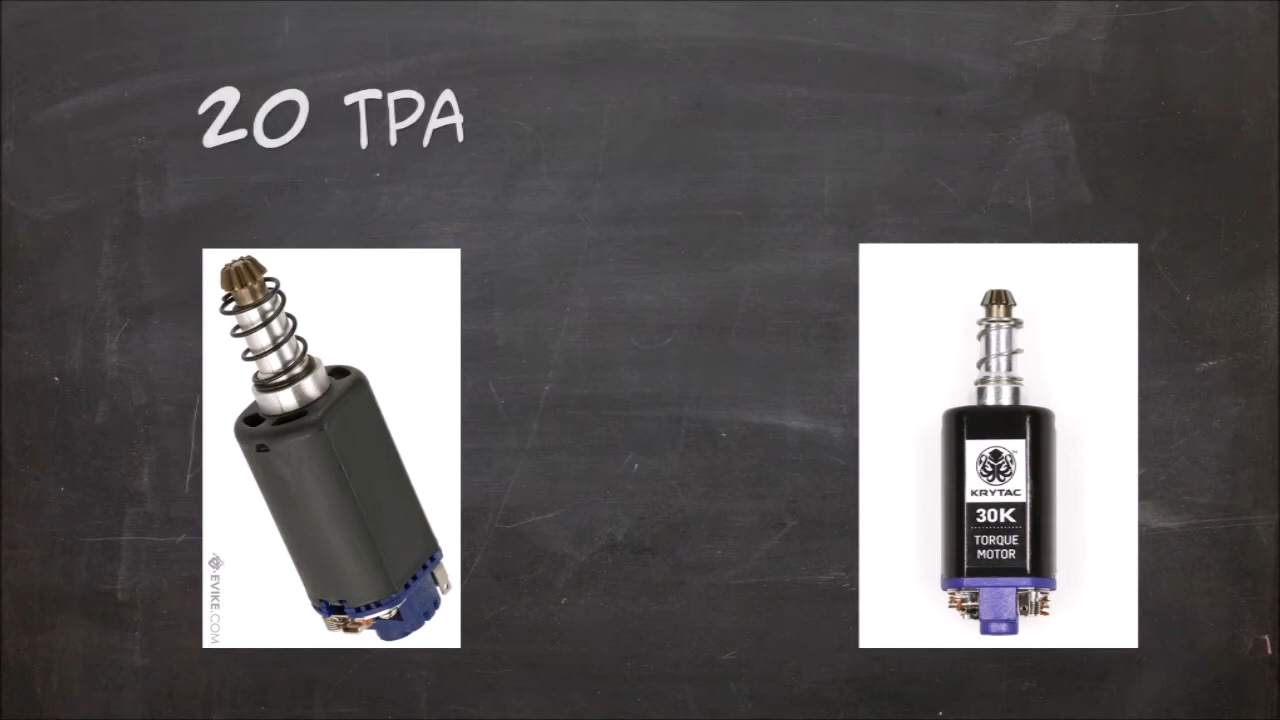 20 TPA
EVIKE.COM
KRYTAC
30K
TORQUE
MOTOR